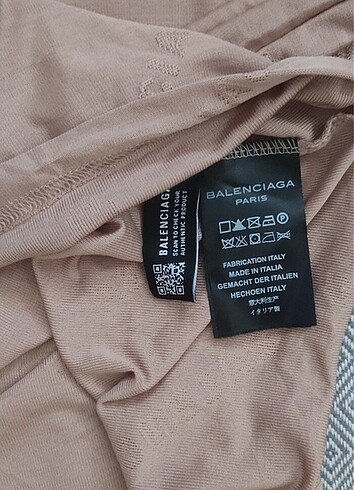 BALENCIAGA
SCAN TO CHECK YOUR
AUTHENTIC PRODUCT
BALENCIAGA
PARIS
FABRICATION ITALY
MADE IN ITALIA
GEMACHT DER ITALIEN
HECHOEN ITALY
意大利生产
イタリア製